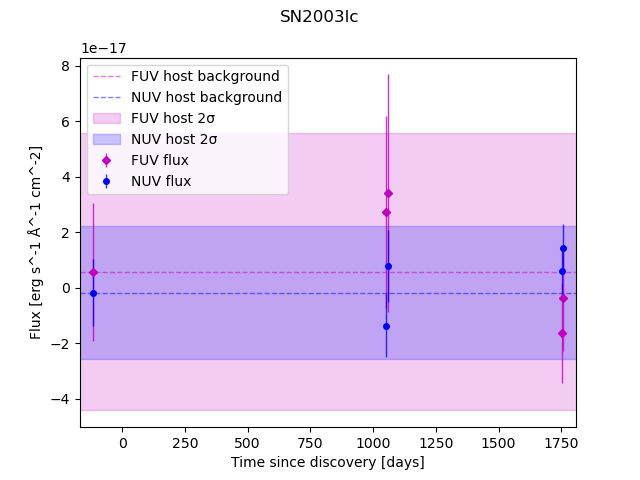 SN2003lc
1e−17
8
6
4
2
0
−2
−4
FUV host background
NUV host background
FUV host 2σ
NUV host 2σ
FUV flux
NUV flux
Flux [erg s^-1 Å^-1 cm^-2]
0
250
500
750
1000
1250
1500
1750
Time since discovery [days]